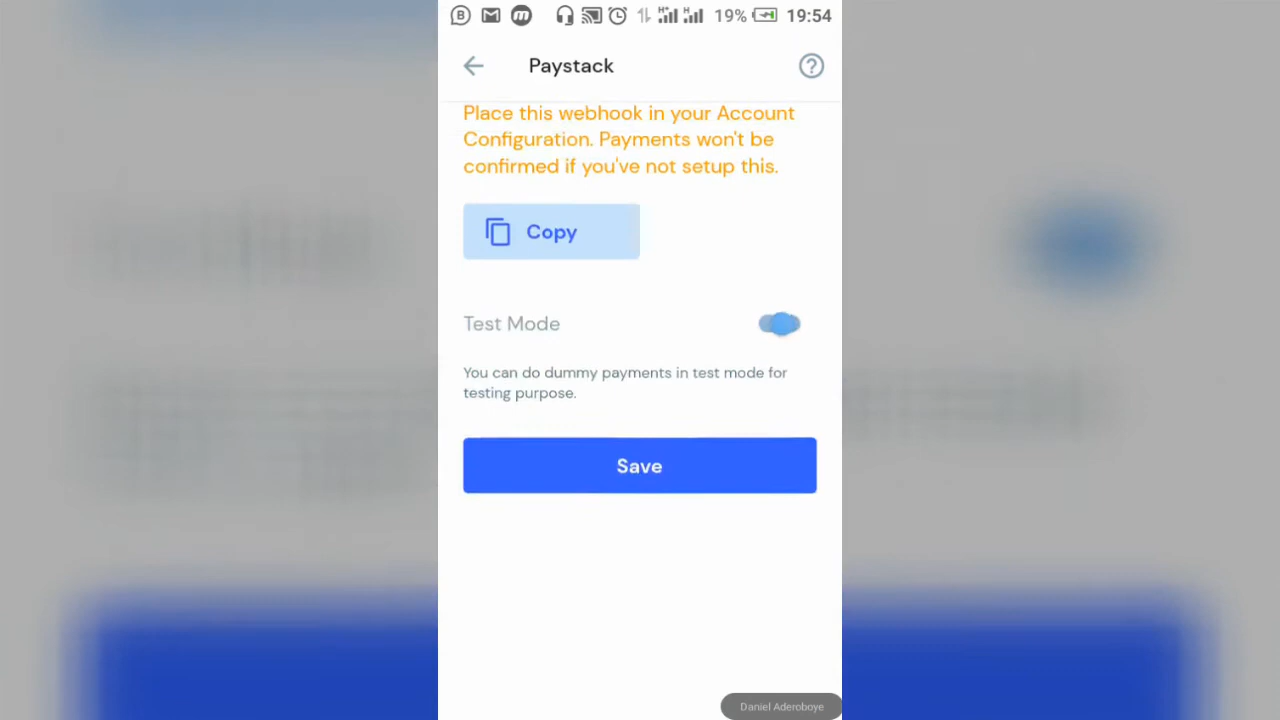 19% 19:54
Paystack
Place this webhook in your Account
Configuration. Payments won't be
confirmed if you've not setup this.
Copy
Test Mode
You can do dummy payments in test mode for
testing purpose.
Save
Daniel Aderoboye